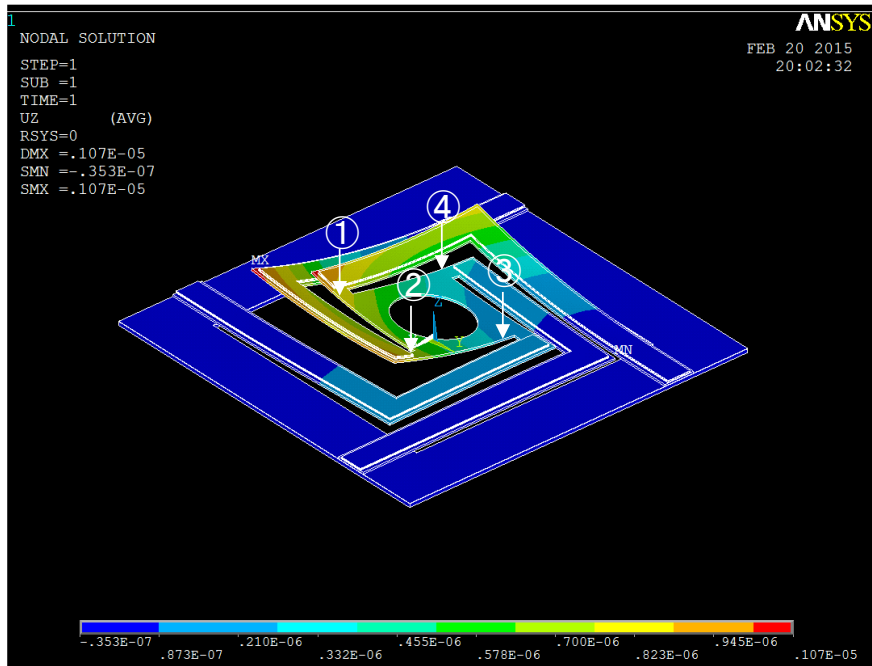 1
ANSYS
NODAL SOLUTION
FEB 20 2015
20:02:32
STEP=1
SUB =1
TIME=1
UZ (AVG)
RSYS=0
DMX =.107E-05
SMN =-.353E-07
SMX =.107E-05
④
①
MX
③
②
Z
Y
MN
-.353E-07 .210E-06 .455E-06 .700E-06 .945E-06
.873E-07 .332E-06 .578E-06 .823E-06 .107E-05